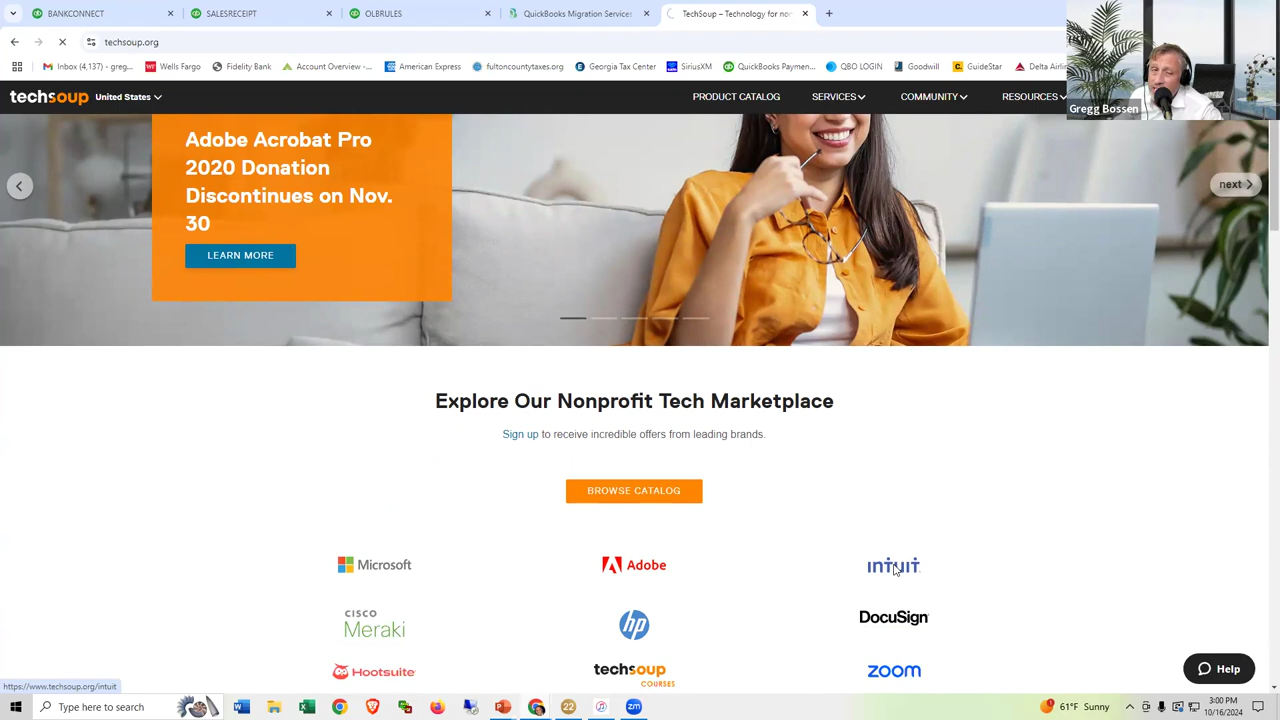 BANKCONNECT
SALESRECEIPT
OLBRULES
QuickBooks Migration Services
TechSoup – Technology for non
techsoup.org
Inbox (4,137) - greg...
Wells Fargo
Fidelity Bank
Account Overview -...
American Express
fultoncountytaxes.org
Georgia Tax Center
SiriusXM
QuickBooks Paymen...
QBO LOGIN
Goodwill
GuideStar
Delta Airli
techsoup United States
PRODUCT CATALOG
SERVICES
COMMUNITY
RESOURCES
Gregg Bossen
Adobe Acrobat Pro
2020 Donation
Discontinues on Nov.
30
next
LEARN MORE
Explore Our Nonprofit Tech Marketplace
Sign up to receive incredible offers from leading brands.
BROWSE CATALOG
Microsoft
Adobe
INTUIT
CISCO
Meraki
hp
DocuSign
Hootsuite
techsoup
COURSES
zoom
Help
https://www.techsoup.org/intuit
Type here to search
22
zm
61°F Sunny
3:00 PM
10/16/2024